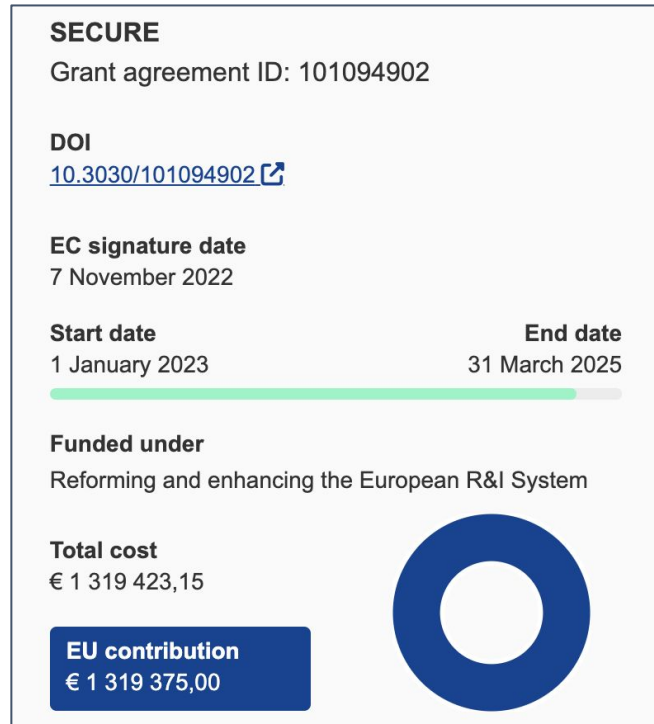 SECURE
Grant agreement ID: 101094902
DOI
10.3030/101094902
EC signature date
7 November 2022
Start date
End date
1 January 2023
31 March 2025
Funded under
Reforming and enhancing the European R&I System
Total cost
€ 1 319 423,15
EU contribution
€ 1 319 375,00